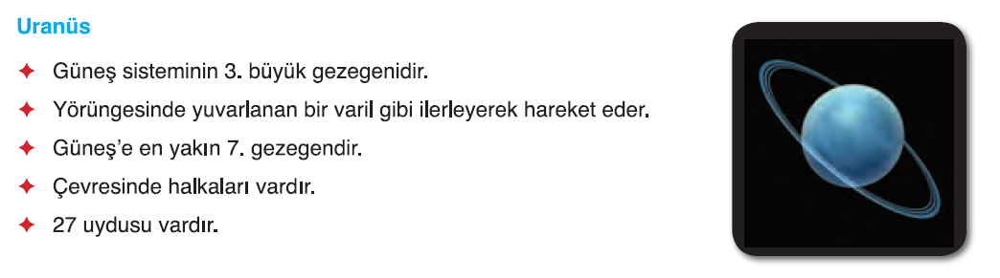 Uranüs
✦ Güneş sisteminin 3. büyük gezegenidir.
✦ Yörüngesinde yuvarlanan bir varil gibi ilerleyerek hareket eder.
✦ Güneş’e en yakın 7. gezegendir.
✦ Çevresinde halkaları vardır.
✦ 27 uydusu vardır.